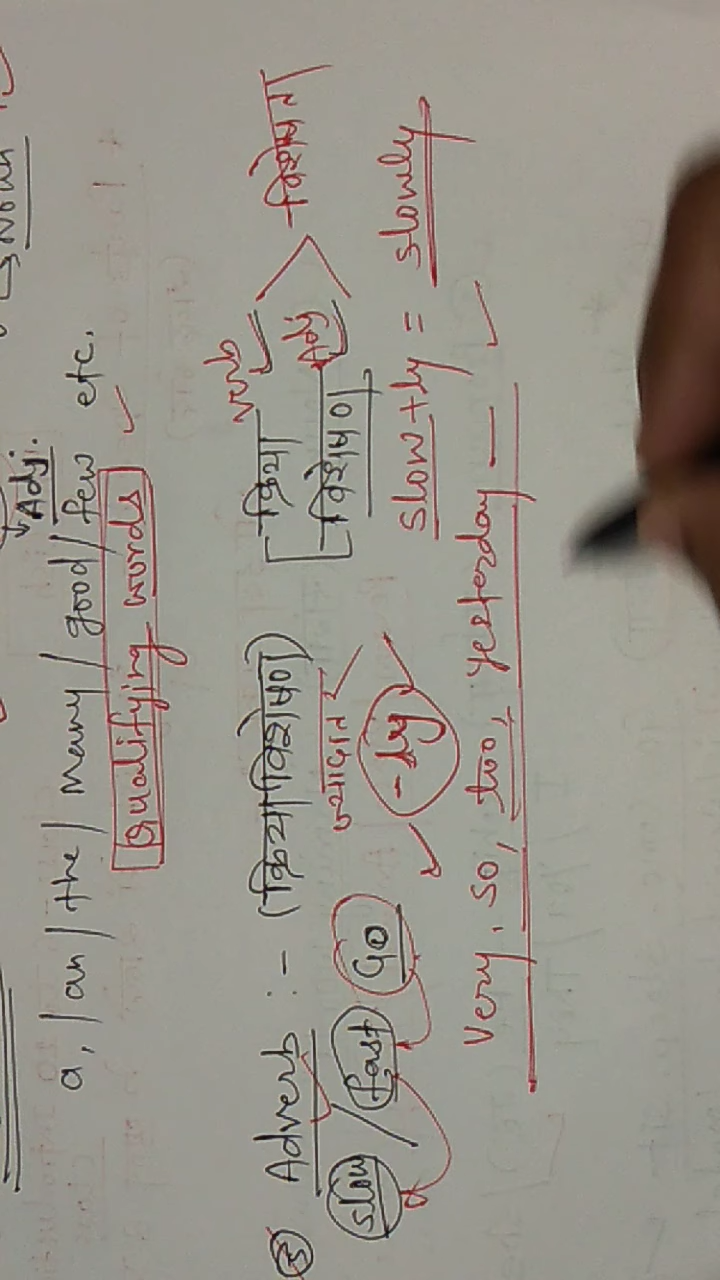 Noun
Adj.
a, / an / the / many / good / few etc.
Qualifying words
verb
③ Adverb :- (क्रिया विशेषण) [क्रिया
Adj
विशेषण विशेषता
slow / fast Go ज्यादातर
-ly slow + ly = slowly
Very, so, too, yesterday —